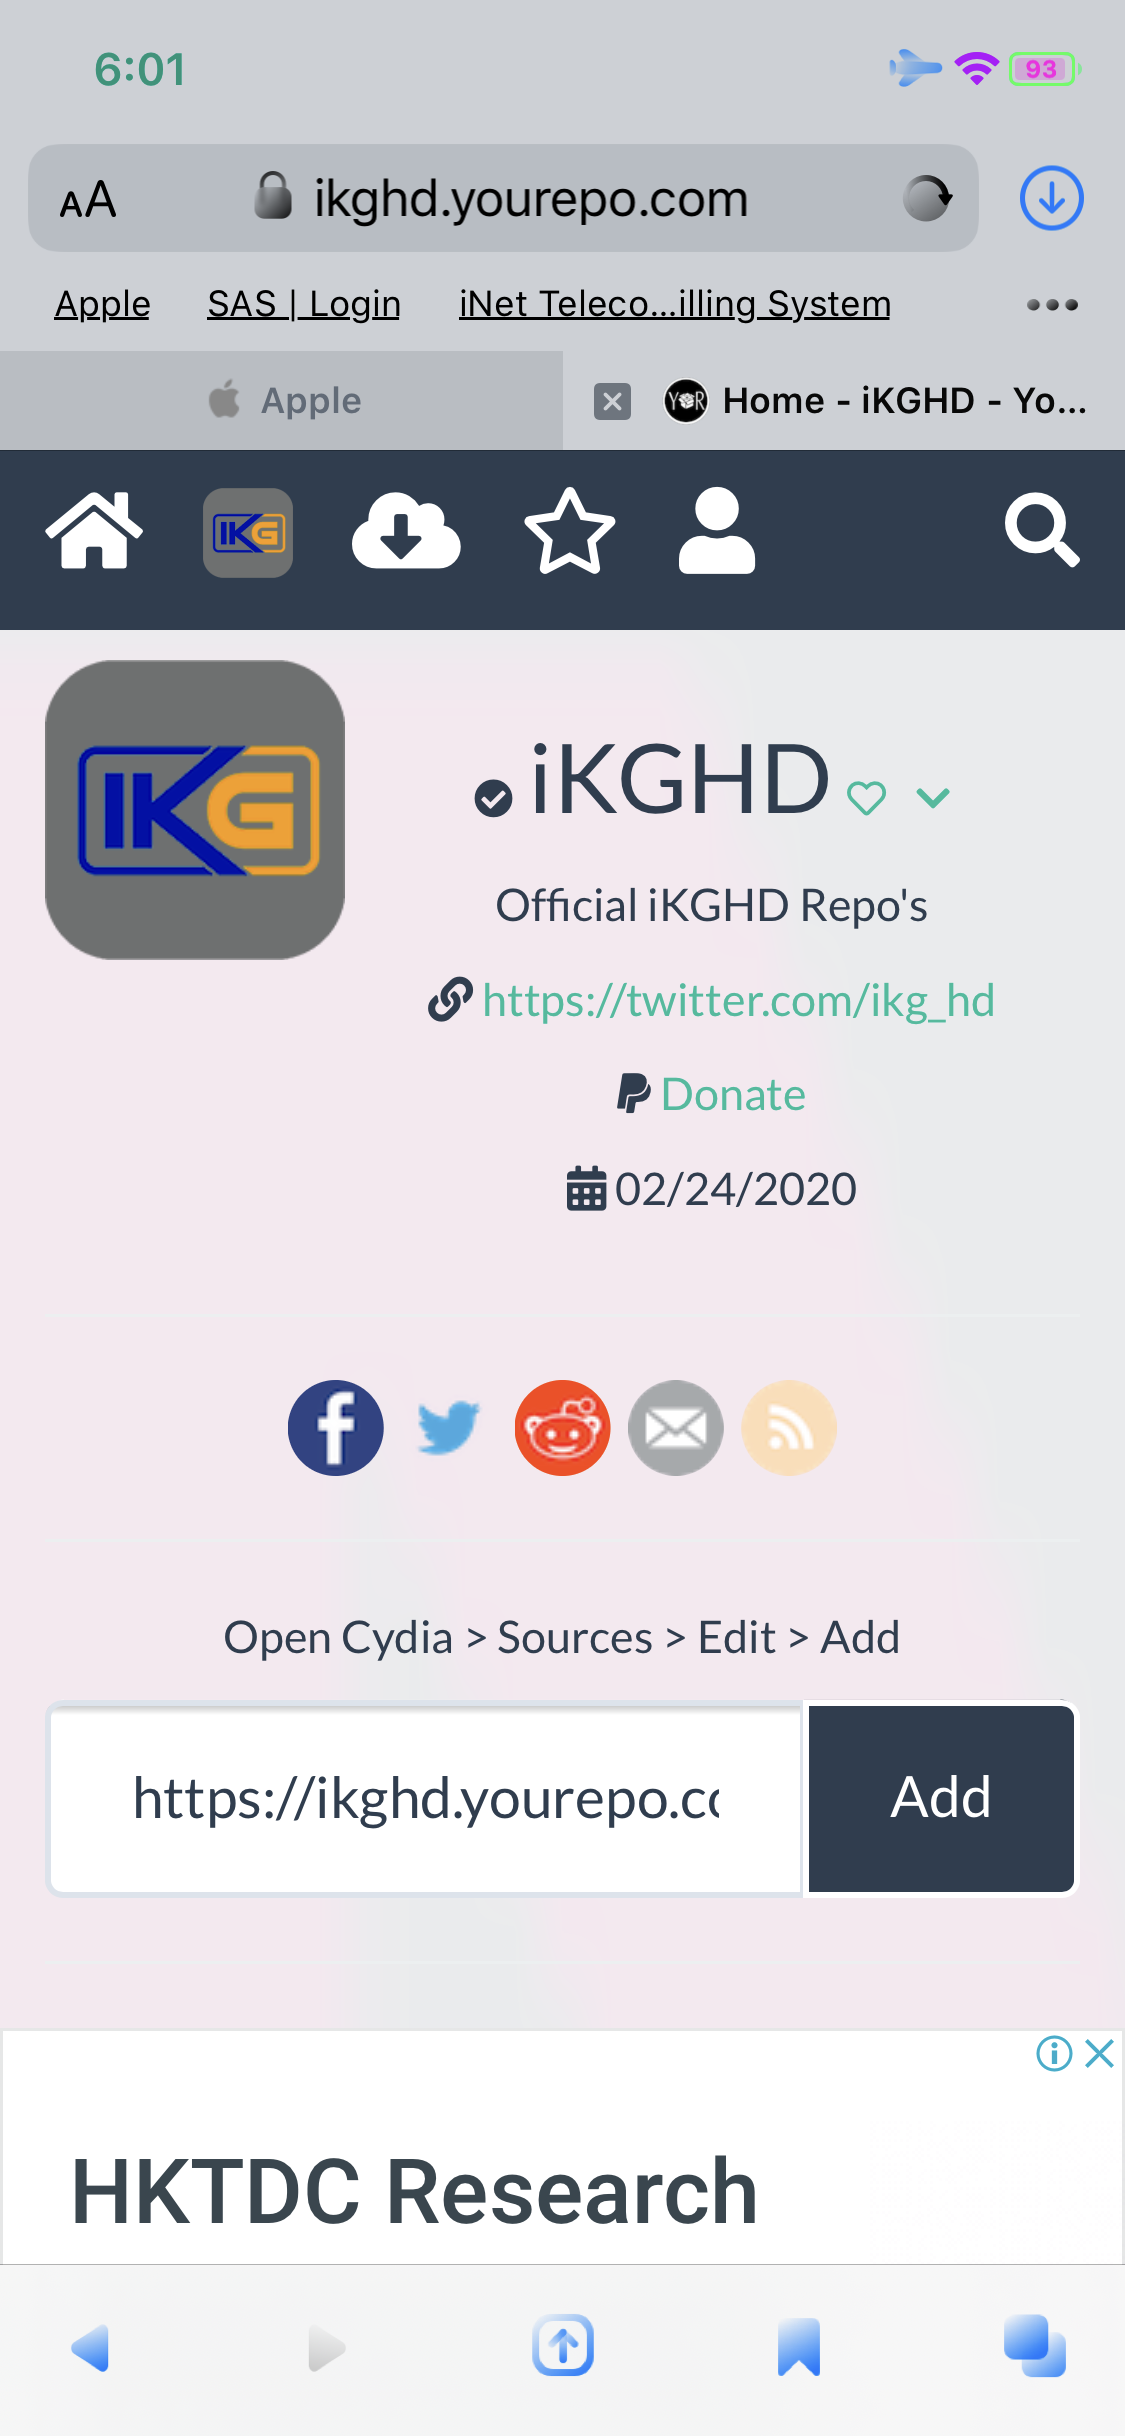 6:01
93
AA ikghd.yourepo.com
Apple SAS | Login iNet Teleco...illing System
Apple
YR Home - iKGHD - Yo...
IKG
IKG
iKGHD
Official iKGHD Repo's
https://twitter.com/ikg_hd
Donate
02/24/2020
Open Cydia > Sources > Edit > Add
https://ikghd.yourepo.co
Add
HKTDC Research